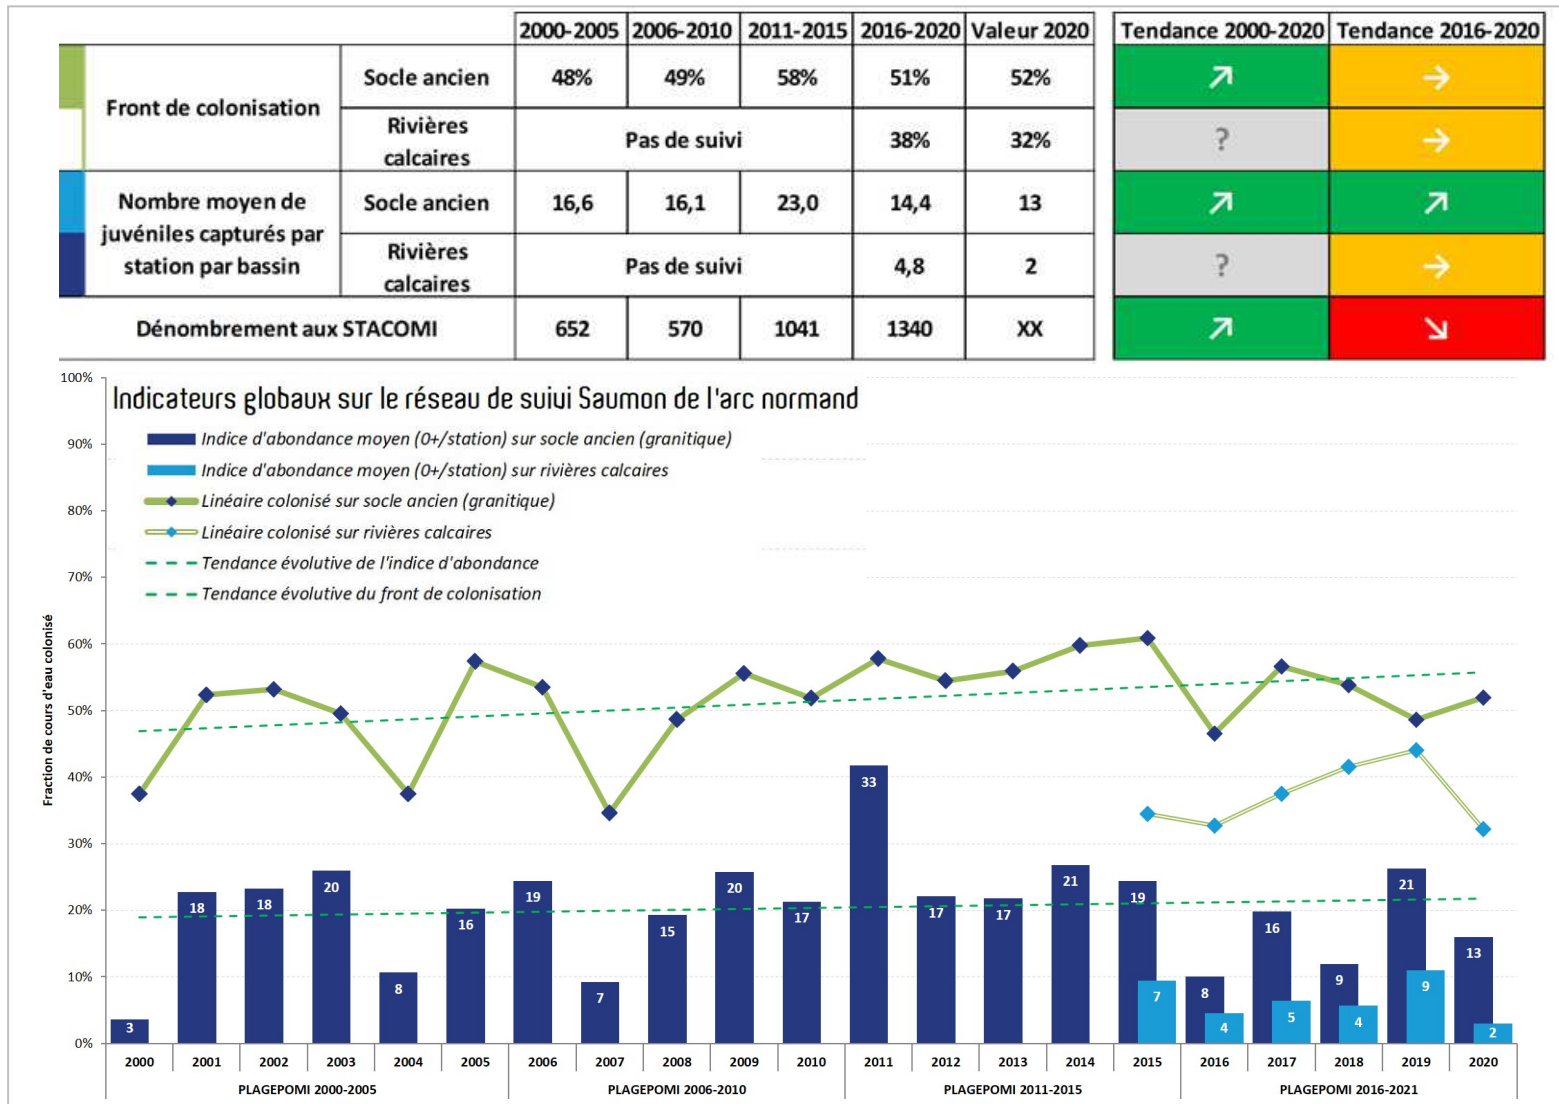 2000-2005 2006-2010 2011-2015 2016-2020 Valeur 2020 Tendance 2000-2020 Tendance 2016-2020
Front de colonisation
Socle ancien 48% 49% 58% 51% 52%
Rivières calcaires Pas de suivi 38% 32% ?
Nombre moyen de juvéniles capturés par station par bassin
Socle ancien 16,6 16,1 23,0 14,4 13
Rivières calcaires Pas de suivi 4,8 2 ?
Dénombrement aux STACOMI 652 570 1041 1340 XX
Indicateurs globaux sur le réseau de suivi Saumon de l'arc normand
Indice d'abondance moyen (0+/station) sur socle ancien (granitique)
Indice d'abondance moyen (0+/station) sur rivières calcaires
Linéaire colonisé sur socle ancien (granitique)
Linéaire colonisé sur rivières calcaires
Tendance évolutive de l'indice d'abondance
Tendance évolutive du front de colonisation
Fraction de cours d'eau colonisé
100%
90%
80%
70%
60%
50%
40%
30%
20%
10%
0%
3 18 18 20 8 16 19 7 15 20 17 33 17 17 21 19 7 8 4 16 5 9 4 21 9 13 2
2000 2001 2002 2003 2004 2005 2006 2007 2008 2009 2010 2011 2012 2013 2014 2015 2016 2017 2018 2019 2020
PLAGEPOMI 2000-2005 PLAGEPOMI 2006-2010 PLAGEPOMI 2011-2015 PLAGEPOMI 2016-2021